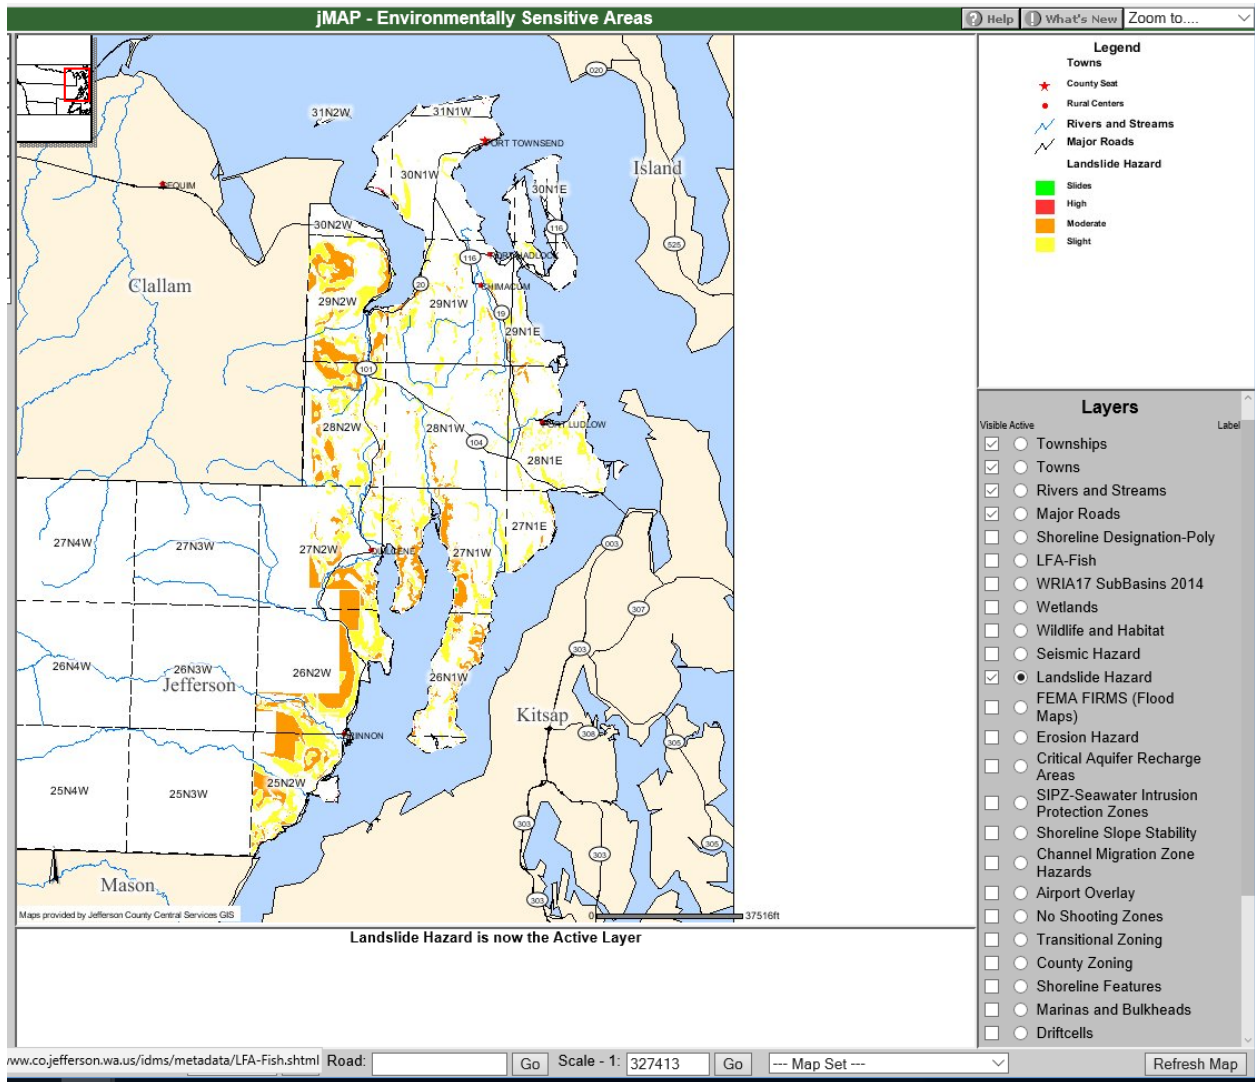 jMAP - Environmentally Sensitive Areas
Help
What's New
Zoom to....
31N2W
31N1W
PORT TOWNSEND
020
Island
SEQUIM
30N1W
30N1E
30N2W
116
525
116
Clallam
20
CHIMACUM
29N2W
29N1W
19
29N1E
101
28N2W
28N1W
104
28N1E
27N4W
27N3W
27N2W
27N1W
27N1E
003
307
303
26N4W
26N3W
26N2W
26N1W
Jefferson
Kitsap
308
305
25N4W
25N3W
25N2W
303
303
305
Mason
303
Maps provided by Jefferson County Central Services GIS
0
37516ft
Legend
Towns
County Seat
Rural Centers
Rivers and Streams
Major Roads
Landslide Hazard
Slides
High
Moderate
Slight
Layers
Visible Active Label
Townships
Towns
Rivers and Streams
Major Roads
Shoreline Designation-Poly
LFA-Fish
WRIA17 SubBasins 2014
Wetlands
Wildlife and Habitat
Seismic Hazard
Landslide Hazard
FEMA FIRMS (Flood
Maps)
Erosion Hazard
Critical Aquifer Recharge
Areas
SIPZ-Seawater Intrusion
Protection Zones
Shoreline Slope Stability
Channel Migration Zone
Hazards
Airport Overlay
No Shooting Zones
Transitional Zoning
County Zoning
Shoreline Features
Marinas and Bulkheads
Driftcells
Landslide Hazard is now the Active Layer
www.co.jefferson.wa.us/idms/metadata/LFA-Fish.shtml
Road:
Go
Scale - 1: 327413
Go
--- Map Set ---
Refresh Map